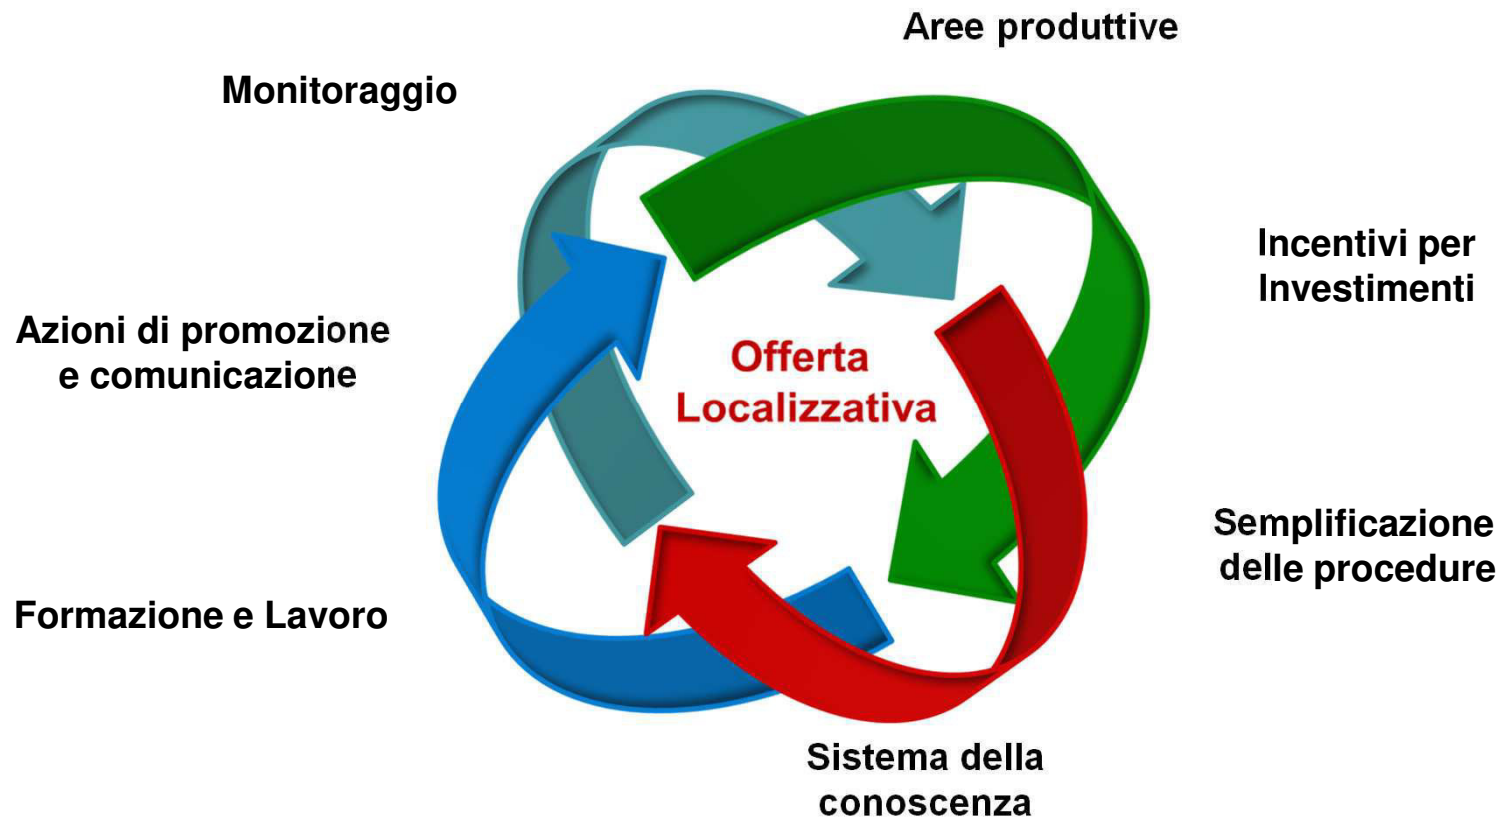 Aree produttive
Monitoraggio
Incentivi per
Investimenti
Azioni di promozione
e comunicazione
Offerta
Localizzativa
Semplificazione
delle procedure
Formazione e Lavoro
Sistema della
conoscenza